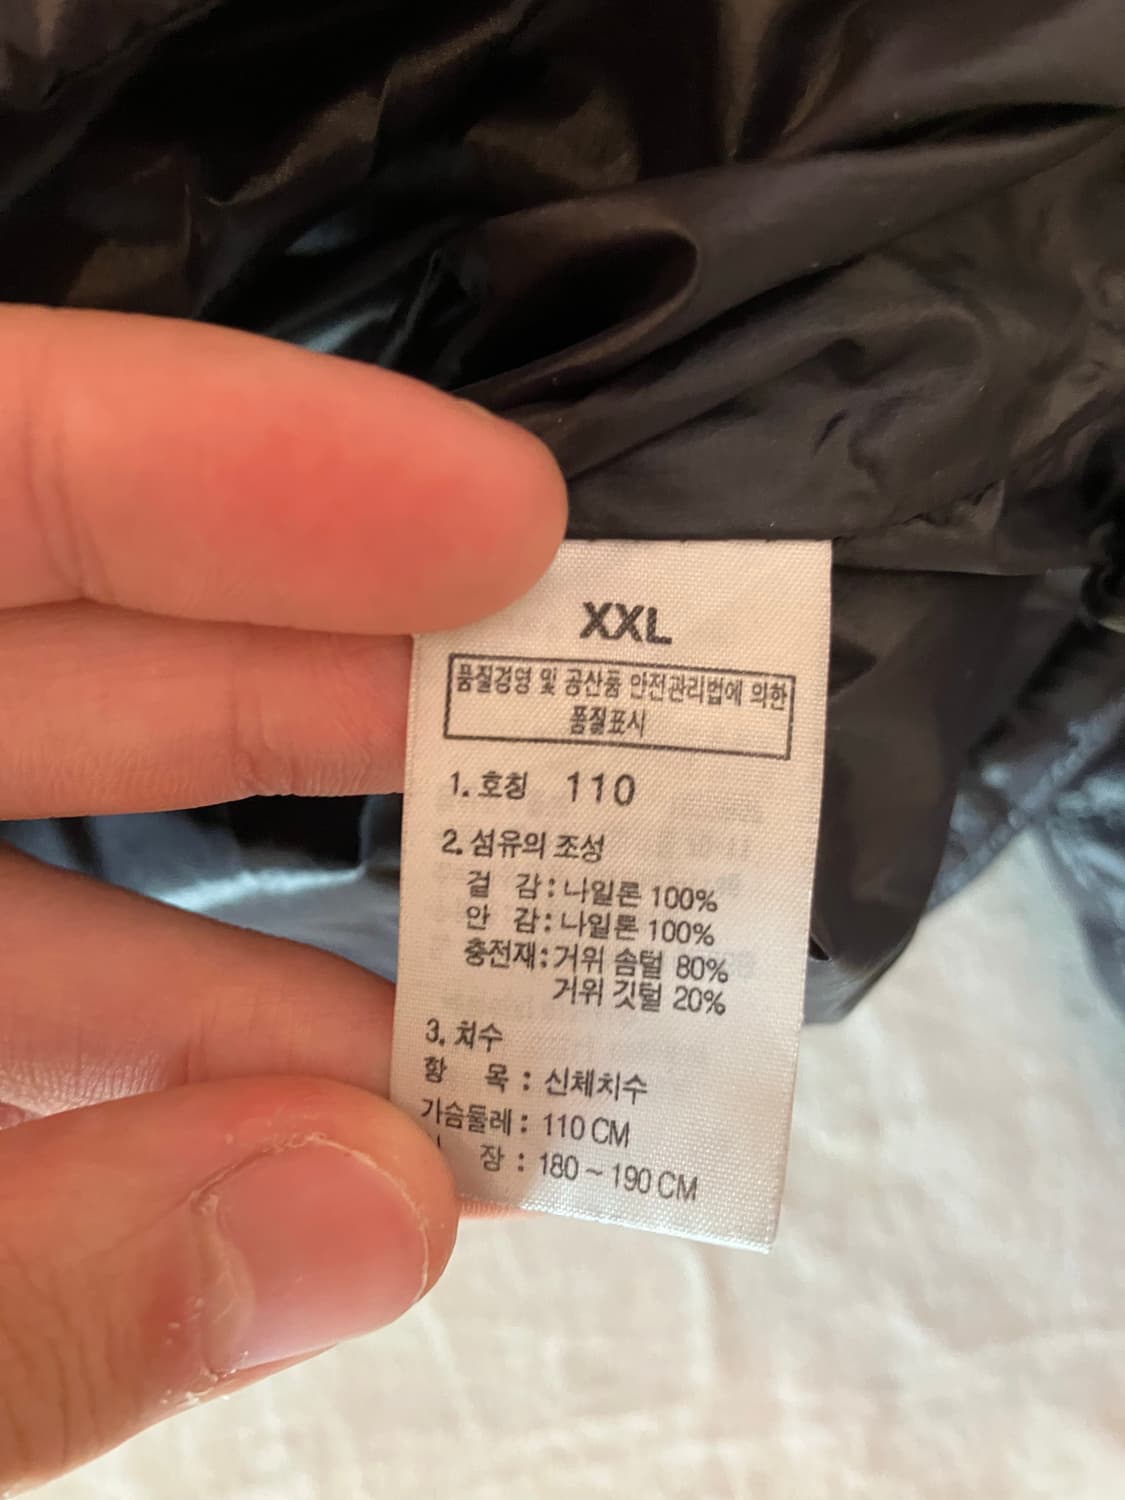 XXL
품질경영 및 공산품 안전관리법에 의한
품질표시
1. 호칭 110
2. 섬유의 조성
겉 감 : 나일론 100%
안 감 : 나일론 100%
충전재 : 거위 솜털 80%
거위 깃털 20%
3. 치수
항 목 : 신체치수
가슴둘레 : 110 CM
장 : 180 ~ 190 CM